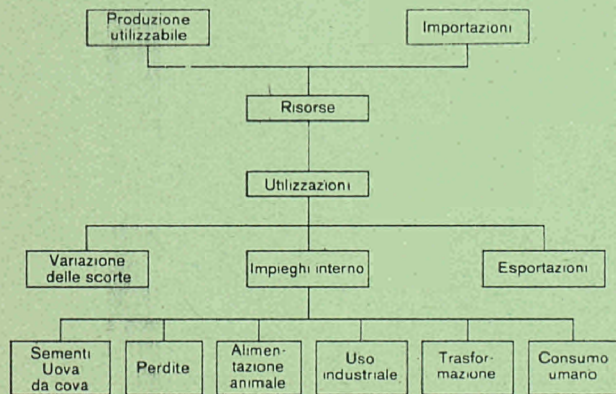 Produzione
utilizzabile
Importazioni
Risorse
Utilizzazioni
Variazione
delle scorte
Impieghi interno
Esportazioni
Sementi
Uova
da cova
Perdite
Alimen-
tazione
animale
Uso
industriale
Trasfor-
mazione
Consumo
umano